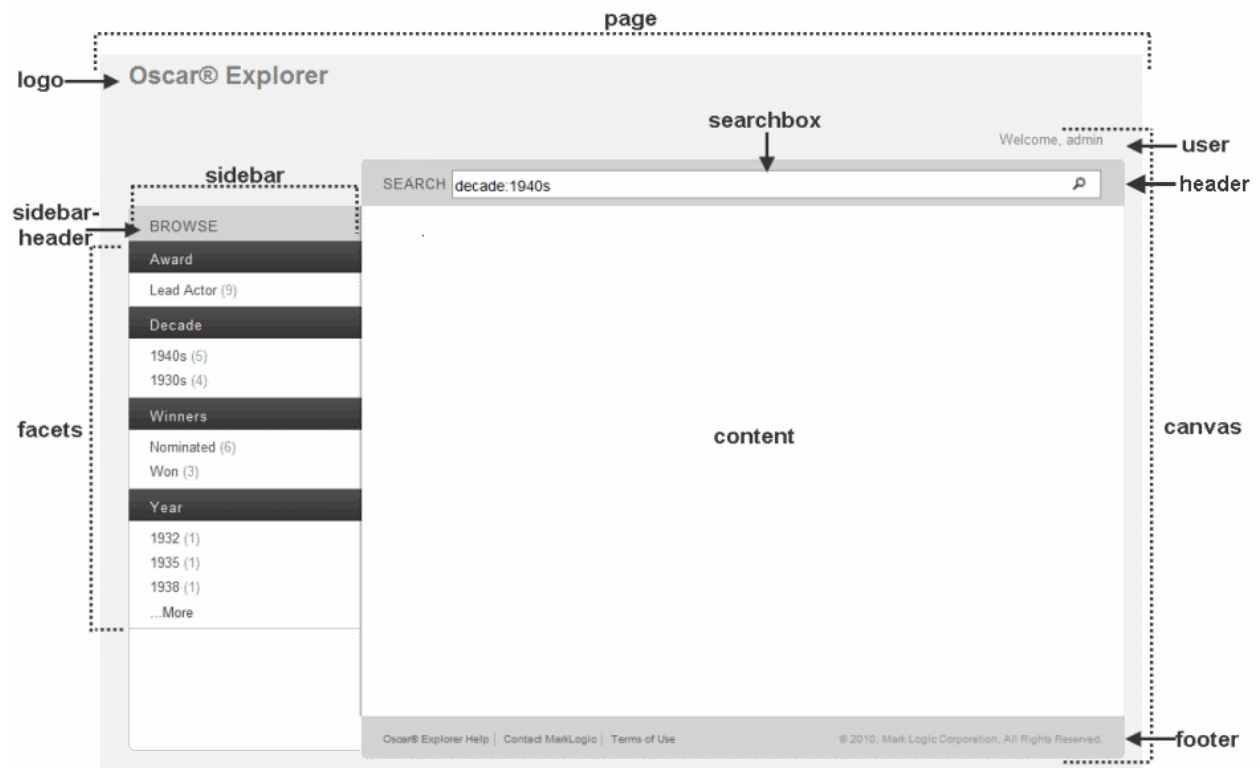 page
logo
Oscar® Explorer
searchbox
Welcome, admin
user
sidebar
SEARCH decade:1940s
header
sidebar-
header
BROWSE
Award
Lead Actor (9)
Decade
1940s (5)
1930s (4)
Winners
facets
content
canvas
Nominated (6)
Won (3)
Year
1932 (1)
1935 (1)
1938 (1)
...More
Oscar® Explorer Help | Contact MarkLogic | Terms of Use
© 2010, Mark Logic Corporation, All Rights Reserved.
footer